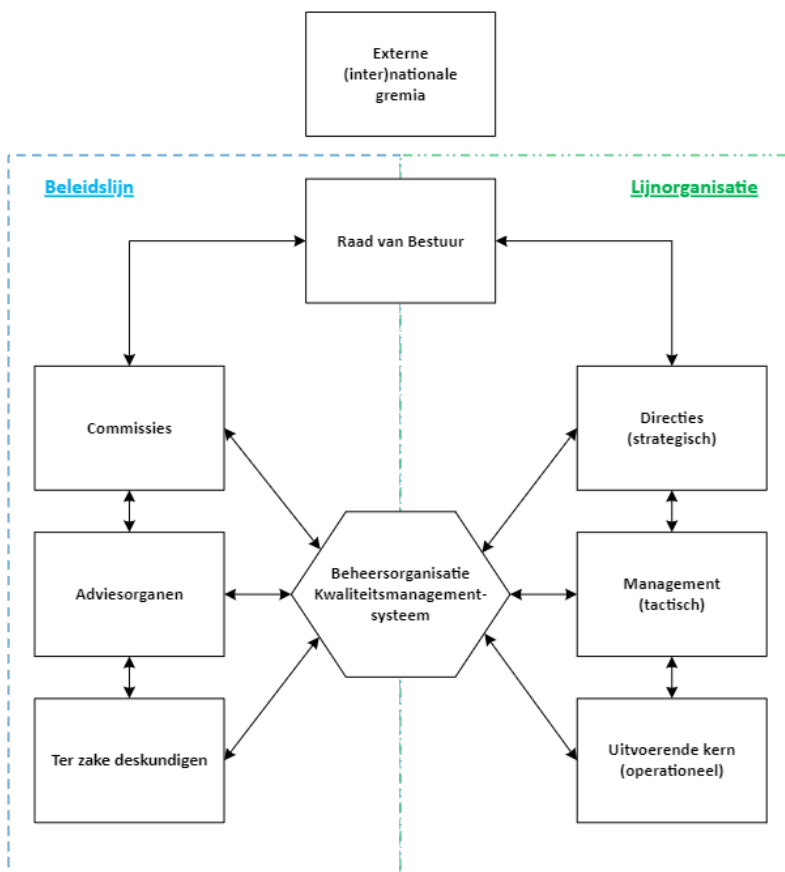 Externe
(inter)nationale
gremia
Beleidslijn
Lijnorganisatie
Raad van Bestuur
Commissies
Directies
(strategisch)
Beheersorganisatie
Kwaliteitsmanagement-
systeem
Adviesorganen
Management
(tactisch)
Ter zake deskundigen
Uitvoerende kern
(operationeel)